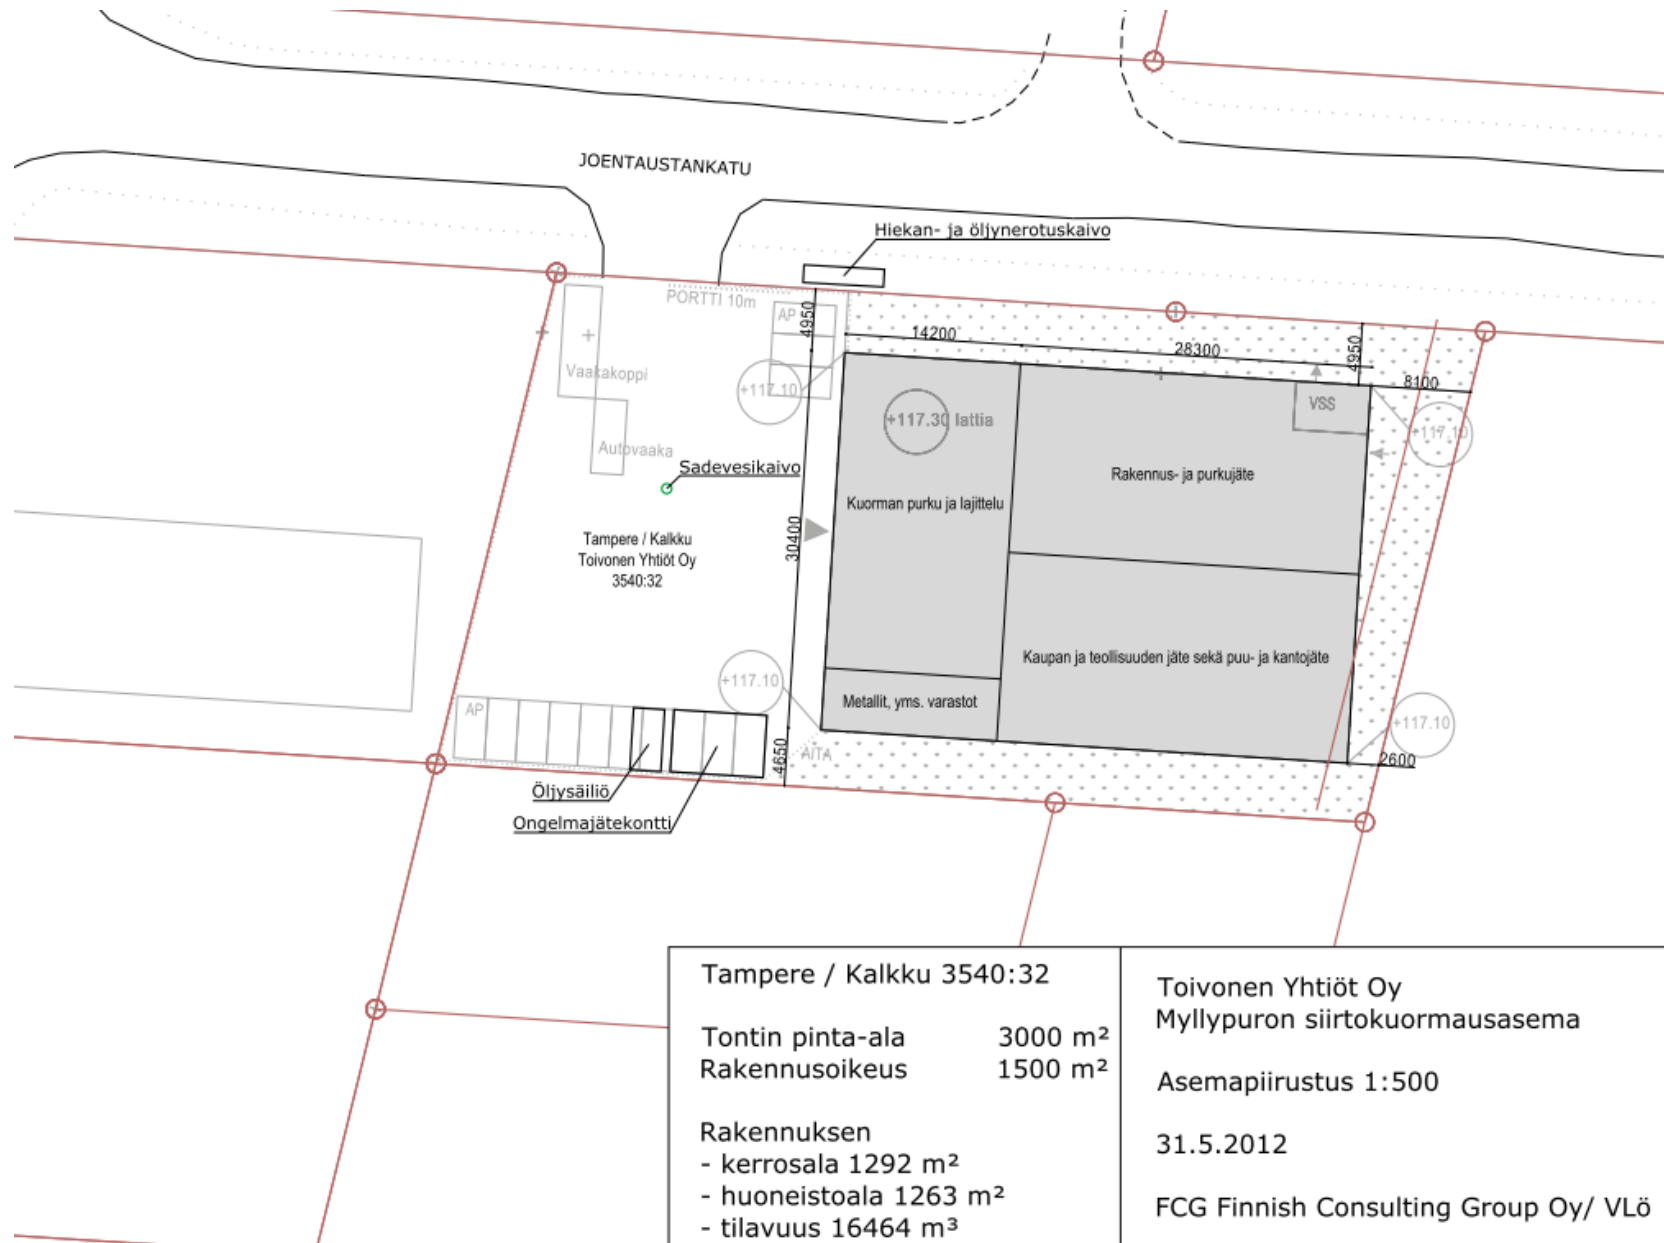 JOENTAUSTANKATU
Hiekan- ja öljynerotuskaivo
PORTTI 10m
AP
4950
14200
28300
4950
8100
Vaakakoppi
+117.10
+117.30 lattia
VSS
+117.10
Autovaaka
Sadevesikaivo
Rakennus- ja purkujäte
Kuorman purku ja lajittelu
30400
Tampere / Kalkku
Toivonen Yhtiöt Oy
3540:32
Kaupan ja teollisuuden jäte sekä puu- ja kantojäte
+117.10
Metallit, yms. varastot
AP
+117.10
4650
AITA
2600
Öljysäiliö
Ongelmajätekontti
Tampere / Kalkku 3540:32
Tontin pinta-ala 3000 m²
Rakennusoikeus 1500 m²
Rakennuksen
- kerrosala 1292 m²
- huoneistoala 1263 m²
- tilavuus 16464 m³
Toivonen Yhtiöt Oy
Myllypuron siirtokuormausasema
Asemapiirustus 1:500
31.5.2012
FCG Finnish Consulting Group Oy/ VLö